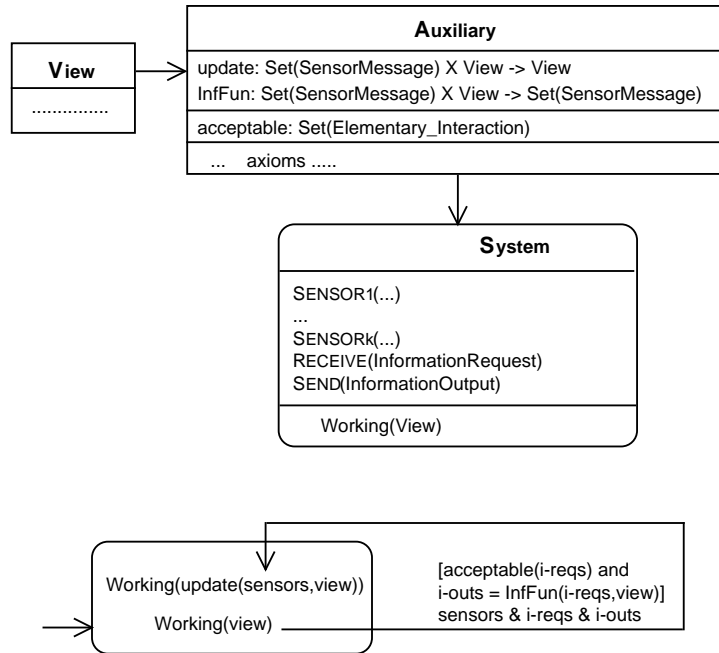 Auxiliary
update: Set(SensorMessage) X View -> View
InfFun: Set(SensorMessage) X View -> Set(SensorMessage)
acceptable: Set(Elementary_Interaction)
... axioms .....
View
...............
System
SENSOR1(...)
...
SENSORk(...)
RECEIVE(InformationRequest)
SEND(InformationOutput)
Working(View)
Working(update(sensors,view))
Working(view)
[acceptable(i-reqs) and
i-outs = InfFun(i-reqs,view)]
sensors & i-reqs & i-outs